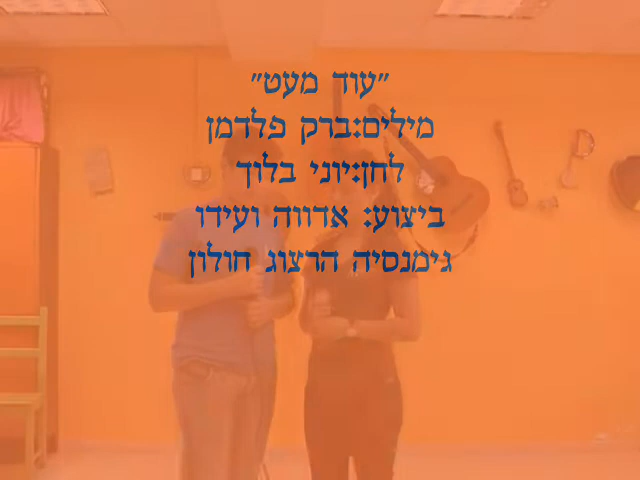 "עוד מעט"
מילים:ברק פלדמן
לחן:יוני בלוך
ביצוע: אדווה ועידו
גימנסיה הרצוג חולון